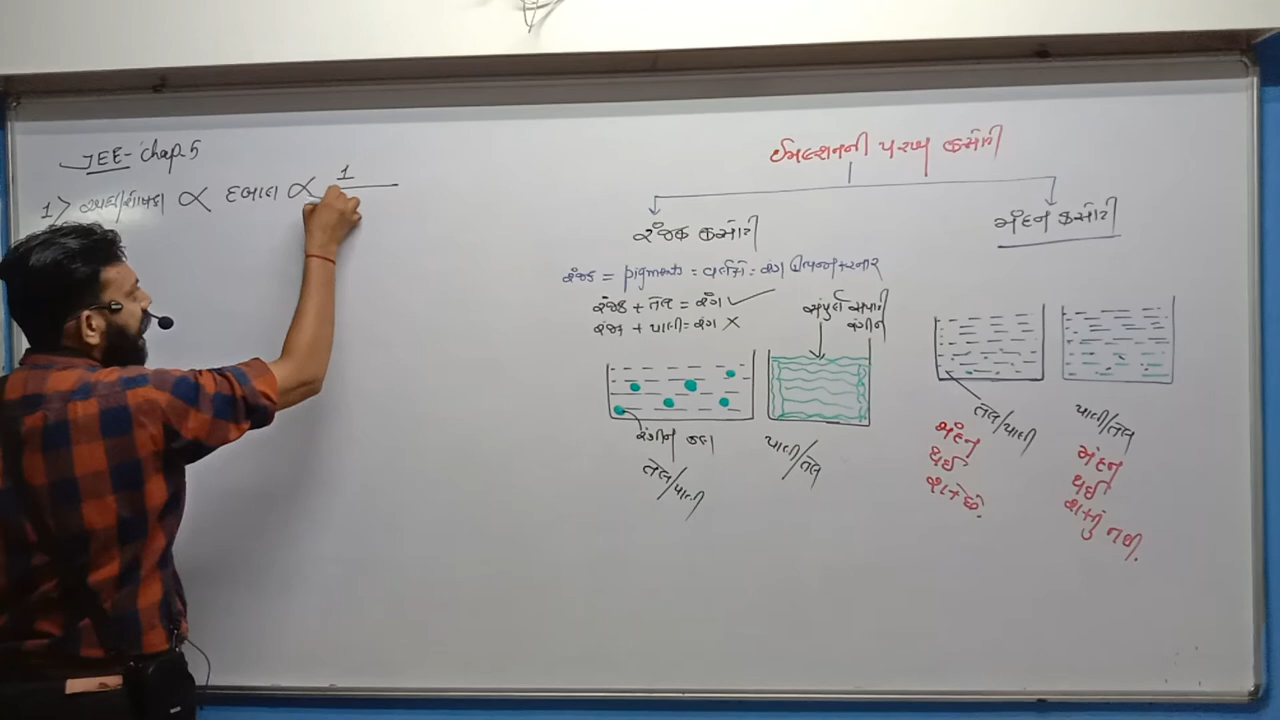 JEE- Chap 5
1> અધિશોષણ ∝ દબાણ ∝ 1
ઈમલ્શનની પરખ કસોટી
રંજક કસોટી
મંદન કસોટી
રંજક = pigments = વર્ણકો = રંગ ઉત્પન્ન કરનાર
રંજક + તેલ = રંગ ✓
રંજક + પાણી = રંગ X
સંપૂર્ણ સપાટી
રંગીન
રંગીન કણ
તેલ/પાણી
પાણી/તેલ
તેલ/પાણી
મંદન
થઈ
શકે છે.
પાણી/તેલ
મંદન
થઈ
શકતું નથી.